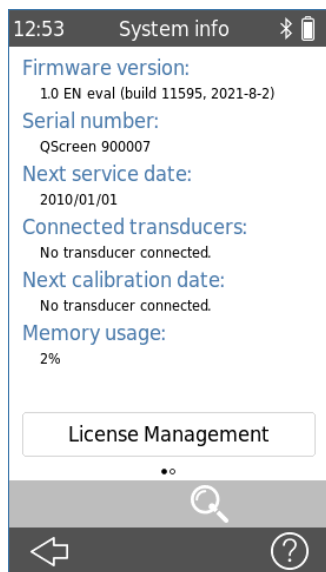 12:53 System info
Firmware version:
1.0 EN eval (build 11595, 2021-8-2)
Serial number:
QScreen 900007
Next service date:
2010/01/01
Connected transducers:
No transducer connected.
Next calibration date:
No transducer connected.
Memory usage:
2%
License Management
?